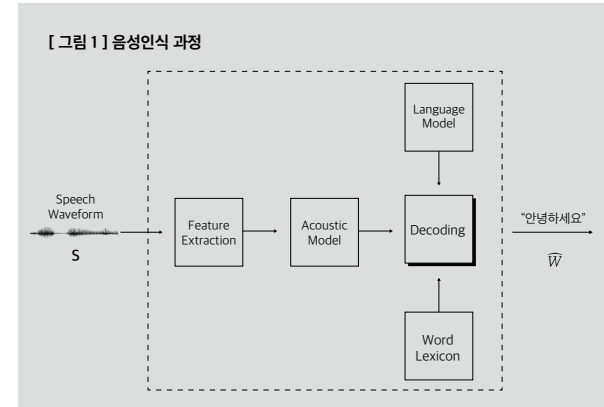 [ 그림 1 ] 음성인식 과정
Language
Model
Speech
Waveform
S
Feature
Extraction
Acoustic
Model
Decoding
“안녕하세요”
Ŵ
Word
Lexicon